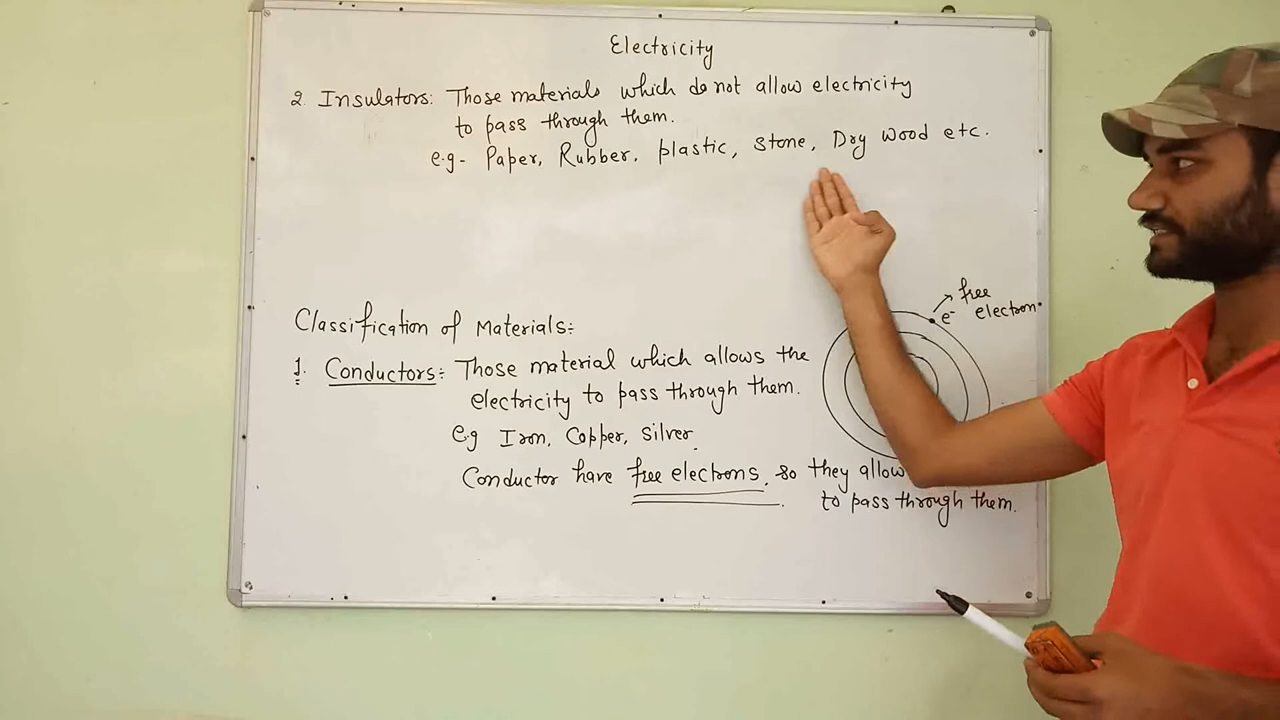 Electricity
2. Insulators: Those materials which do not allow electricity
to pass through them.
e.g- Paper, Rubber, plastic, stone, Dry wood etc.
free
e- electron
Classification of Materials:-
1. Conductors:- Those material which allows the
electricity to pass through them.
e.g Iron, Copper, Silver
Conductor have free electrons, so they allow
to pass through them.